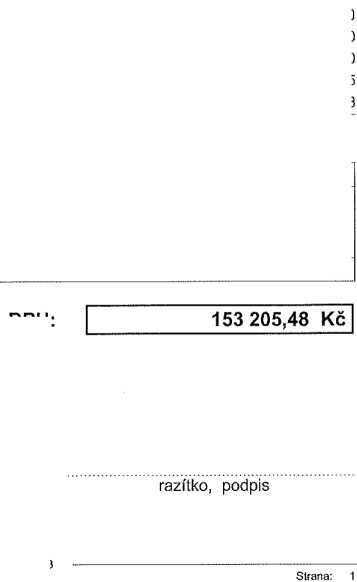 153 205,48 Kč
razítko, podpis
Strana: 1